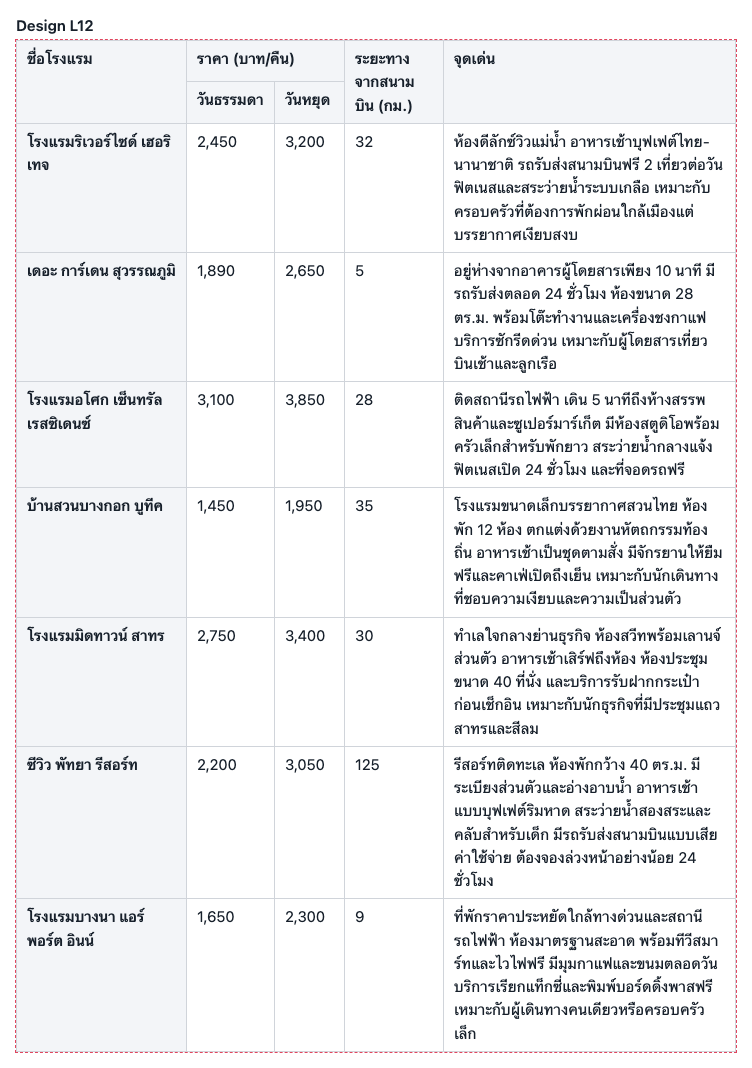 Design L12
ชื่อโรงแรม
ราคา (บาท/คืน)
ระยะทาง
จากสนาม
บิน (กม.)
จุดเด่น
วันธรรมดา
วันหยุด
โรงแรมริเวอร์ไซด์ เฮอริ
เทจ
2,450
3,200
32
ห้องดีลักซ์วิวแม่น้ำ อาหารเช้าบุฟเฟต์ไทย-
นานาชาติ รถรับส่งสนามบินฟรี 2 เที่ยวต่อวัน
ฟิตเนสและสระว่ายน้ำระบบเกลือ เหมาะกับ
ครอบครัวที่ต้องการพักผ่อนใกล้เมืองแต่
บรรยากาศเงียบสงบ
เดอะ การ์เดน สุวรรณภูมิ
1,890
2,650
5
อยู่ห่างจากอาคารผู้โดยสารเพียง 10 นาที มี
รถรับส่งตลอด 24 ชั่วโมง ห้องขนาด 28
ตร.ม. พร้อมโต๊ะทำงานและเครื่องชงกาแฟ
บริการซักรีดด่วน เหมาะกับผู้โดยสารเที่ยว
บินเช้าและลูกเรือ
โรงแรมอโศก เซ็นทรัล
เรสซิเดนซ์
3,100
3,850
28
ติดสถานีรถไฟฟ้า เดิน 5 นาทีถึงห้างสรรพ
สินค้าและซูเปอร์มาร์เก็ต มีห้องสตูดิโอพร้อม
ครัวเล็กสำหรับพักยาว สระว่ายน้ำกลางแจ้ง
ฟิตเนสเปิด 24 ชั่วโมง และที่จอดรถฟรี
บ้านสวนบางกอก บูทีค
1,450
1,950
35
โรงแรมขนาดเล็กบรรยากาศสวนไทย ห้อง
พัก 12 ห้อง ตกแต่งด้วยงานหัตถกรรมท้อง
ถิ่น อาหารเช้าเป็นชุดตามสั่ง มีจักรยานให้ยืม
ฟรีและคาเฟ่เปิดถึงเย็น เหมาะกับนักเดินทาง
ที่ชอบความเงียบและความเป็นส่วนตัว
โรงแรมมิดทาวน์ สาทร
2,750
3,400
30
ทำเลใจกลางย่านธุรกิจ ห้องสวีทพร้อมเลานจ์
ส่วนตัว อาหารเช้าเสิร์ฟถึงห้อง ห้องประชุม
ขนาด 40 ที่นั่ง และบริการรับฝากกระเป๋า
ก่อนเช็กอิน เหมาะกับนักธุรกิจที่มีประชุมแถว
สาทรและสีลม
ซีวิว พัทยา รีสอร์ท
2,200
3,050
125
รีสอร์ทติดทะเล ห้องพักกว้าง 40 ตร.ม. มี
ระเบียงส่วนตัวและอ่างอาบน้ำ อาหารเช้า
แบบบุฟเฟต์ริมหาด สระว่ายน้ำสองสระและ
คลับสำหรับเด็ก มีรถรับส่งสนามบินแบบเสีย
ค่าใช้จ่าย ต้องจองล่วงหน้าอย่างน้อย 24
ชั่วโมง
โรงแรมบางนา แอร์
พอร์ต อินน์
1,650
2,300
9
ที่พักราคาประหยัดใกล้ทางด่วนและสถานี
รถไฟฟ้า ห้องมาตรฐานสะอาด พร้อมทีวีสมา
ร์ทและไวไฟฟรี มีมุมกาแฟและขนมตลอดวัน
บริการเรียกแท็กซี่และพิมพ์บอร์ดดิ้งพาสฟรี
เหมาะกับผู้เดินทางคนเดียวหรือครอบครัว
เล็ก